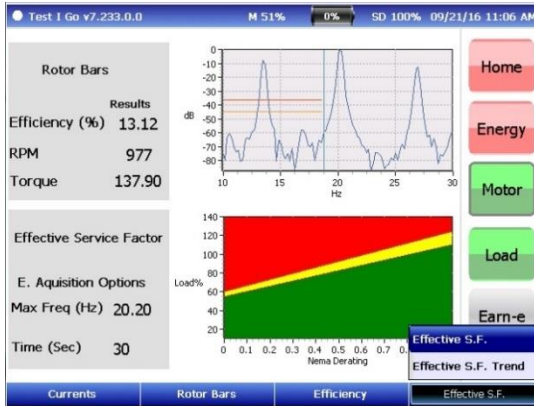 Test I Go v7.233.0.0 M 51% 0% SD 100% 09/21/16 11:06 AM
Rotor Bars
Results
Efficiency (%) 13.12
RPM 977
Torque 137.90
Effective Service Factor
E. Aquisition Options
Max Freq (Hz) 20.20
Time (Sec) 30
dB
0
-10
-20
-30
-40
-50
-60
-70
-80
10 15 20 25 30
Hz
Load%
140
120
100
80
60
40
20
0 0.1 0.2 0.3 0.4 0.5 0.6 0.7 0.
Nema Derating
Home
Energy
Motor
Load
Earn-e
Effective S.F.
Effective S.F. Trend
Currents Rotor Bars Efficiency Effective S.F.